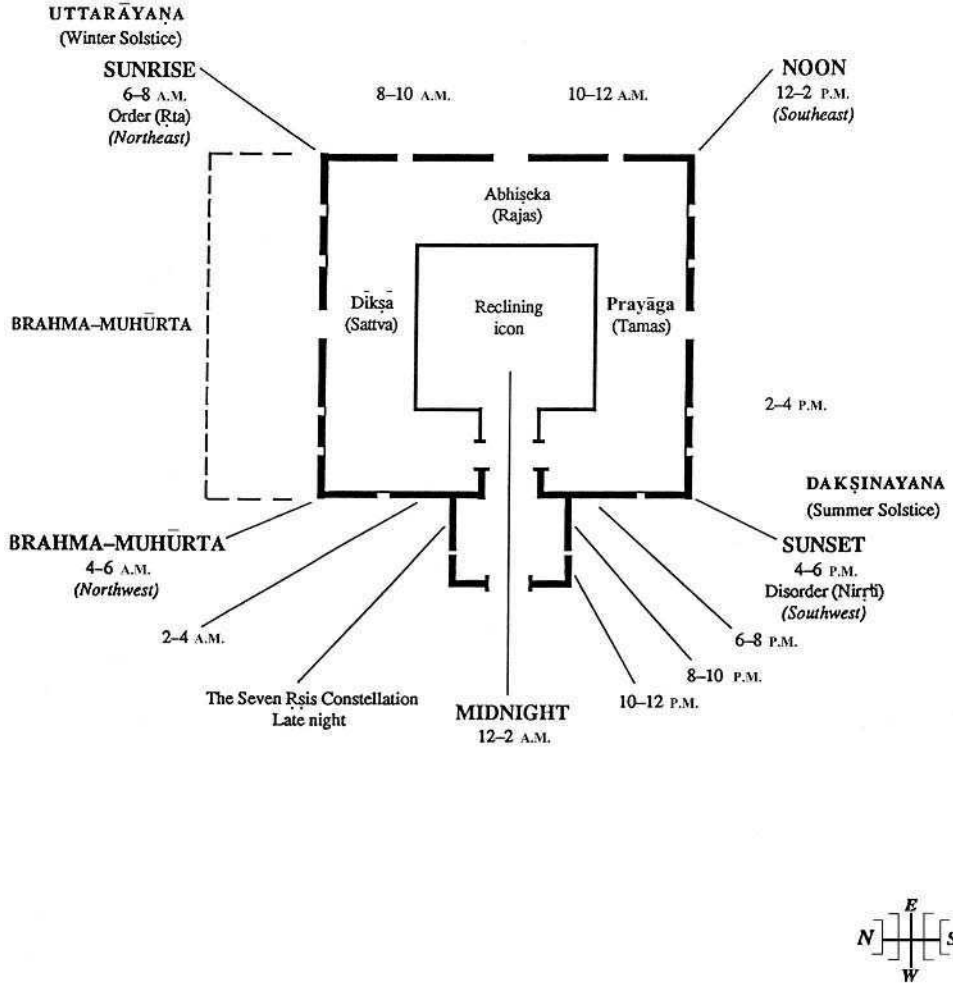 UTTARĀYAṆA
(Winter Solstice)
SUNRISE
6–8 A.M.
Order (Ṛta)
(Northeast)
8–10 A.M.
10–12 A.M.
NOON
12–2 P.M.
(Southeast)
Abhiṣeka
(Rajas)
Dīkṣā
(Sattva)
Reclining
icon
Prayāga
(Tamas)
BRAHMA–MUHŪRTA
2–4 P.M.
DAKṢINAYANA
(Summer Solstice)
SUNSET
4–6 P.M.
Disorder (Nirṛti)
(Southwest)
BRAHMA–MUHŪRTA
4–6 A.M.
(Northwest)
2–4 A.M.
The Seven Ṛṣis Constellation
Late night
MIDNIGHT
12–2 A.M.
10–12 P.M.
8–10 P.M.
6–8 P.M.
E
N
S
W